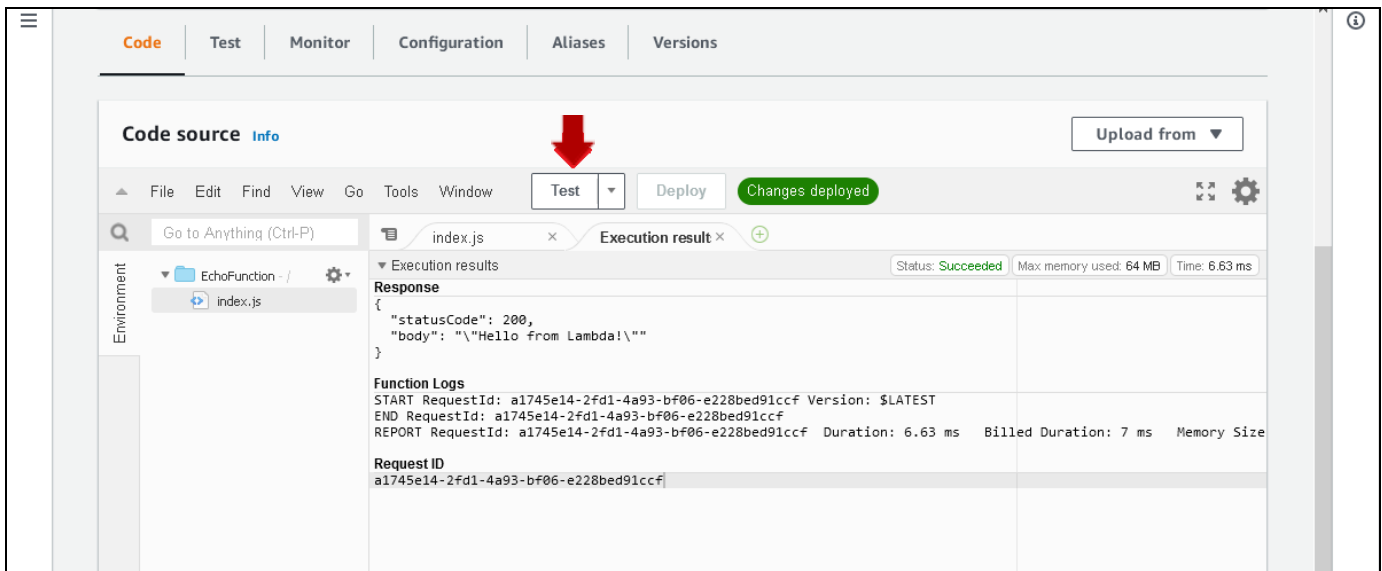 Code Test Monitor Configuration Aliases Versions
Code source Info Upload from
File Edit Find View Go Tools Window Test Deploy Changes deployed
Go to Anything (Ctrl-P) index.js Execution result
Environment
EchoFunction - / Execution results Status: Succeeded Max memory used: 64 MB Time: 6.63 ms
index.js
Response
{
"statusCode": 200,
"body": "\"Hello from Lambda!\""
}
Function Logs
START RequestId: a1745e14-2fd1-4a93-bf06-e228bed91ccf Version: $LATEST
END RequestId: a1745e14-2fd1-4a93-bf06-e228bed91ccf
REPORT RequestId: a1745e14-2fd1-4a93-bf06-e228bed91ccf Duration: 6.63 ms Billed Duration: 7 ms Memory Size
Request ID
a1745e14-2fd1-4a93-bf06-e228bed91ccf